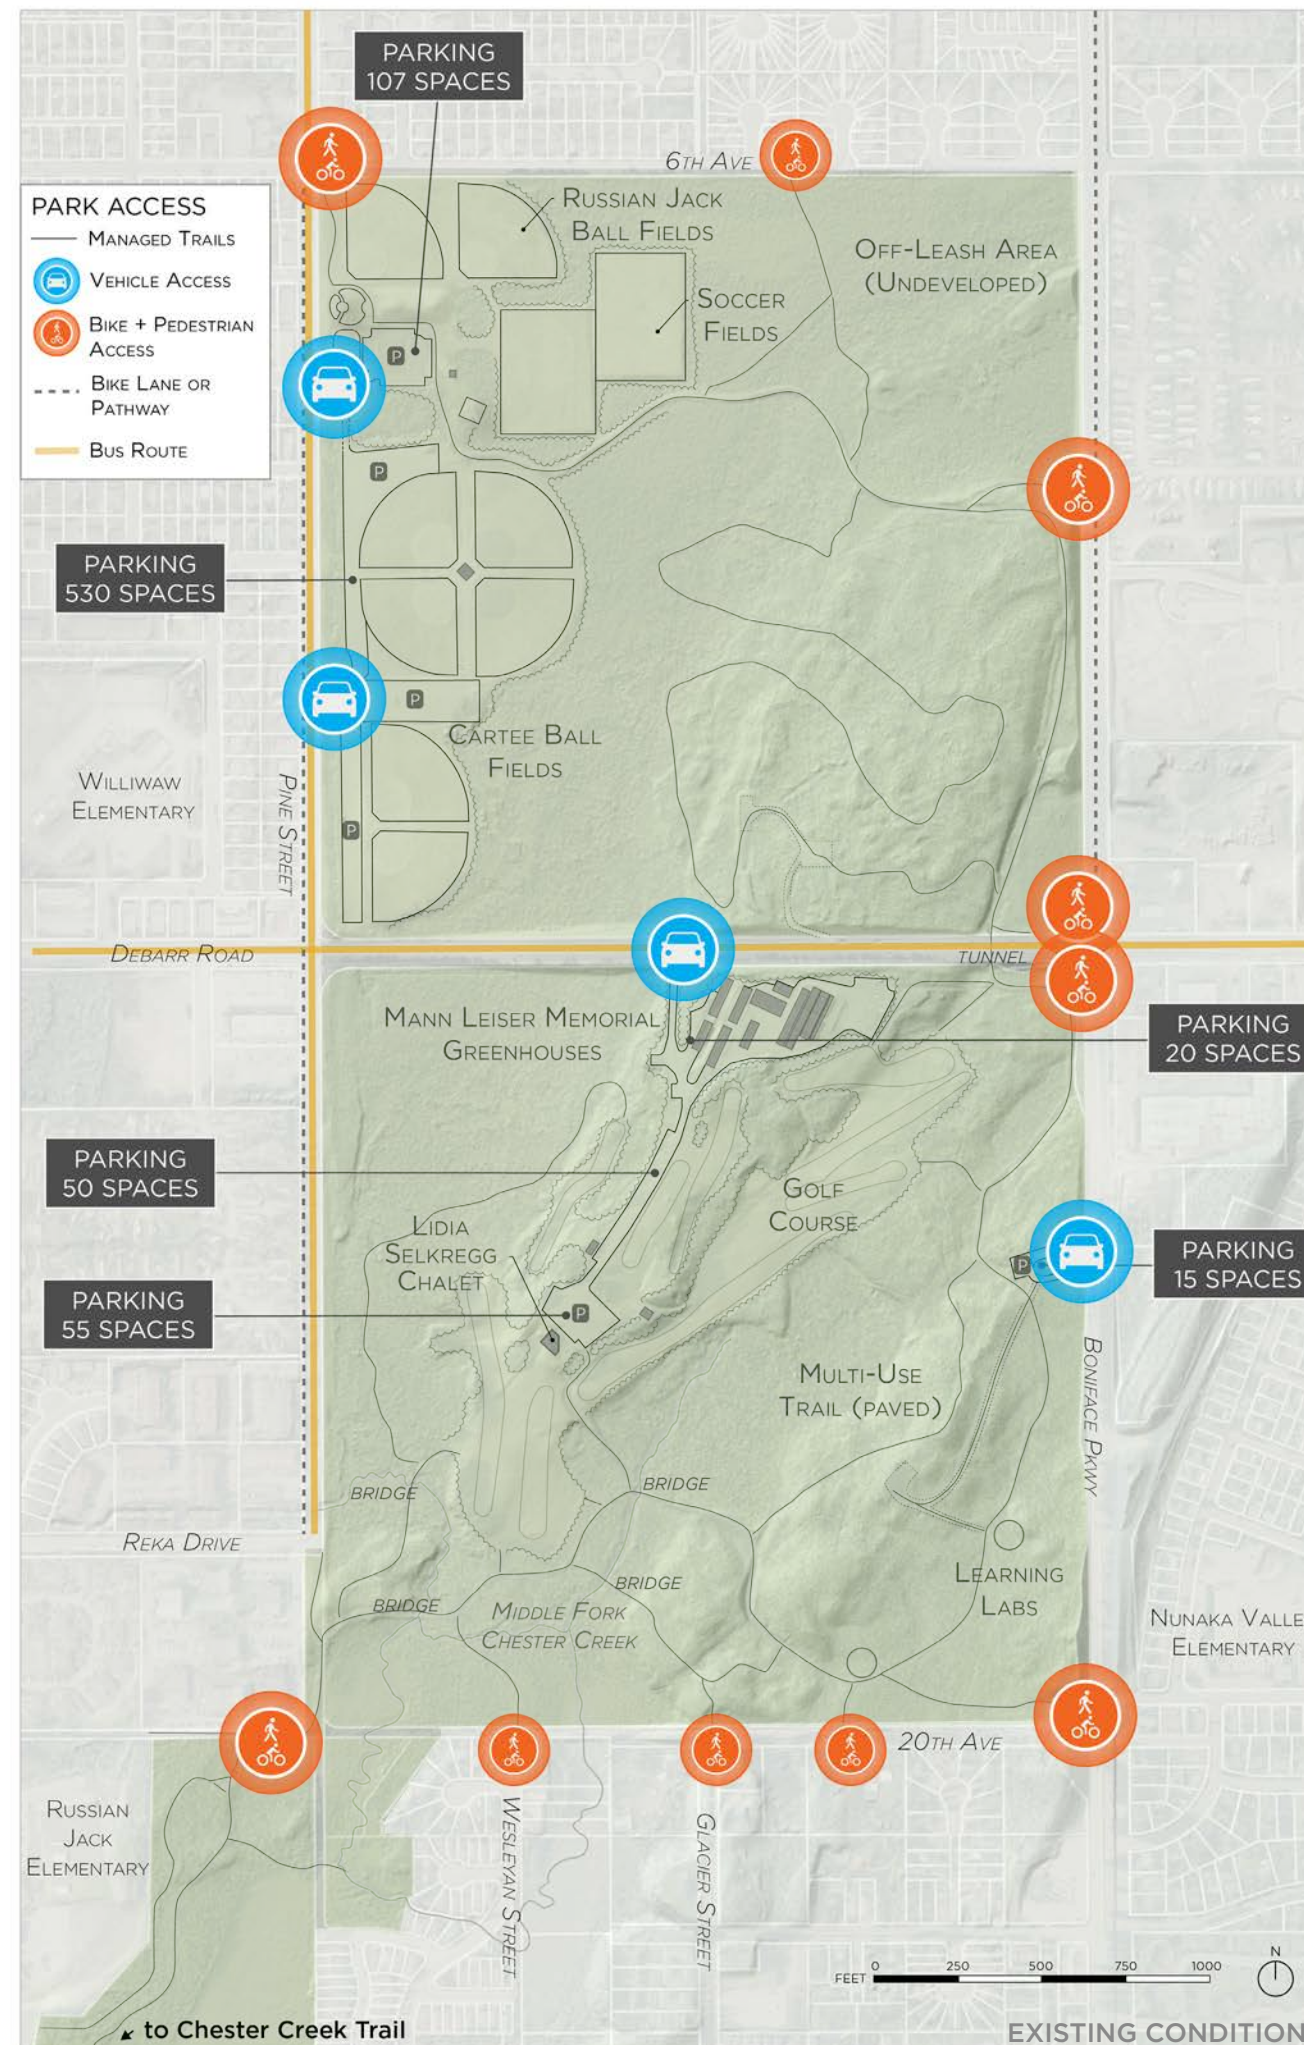 PARKING
107 SPACES
6TH AVE
PARK ACCESS
MANAGED TRAILS
VEHICLE ACCESS
BIKE + PEDESTRIAN
ACCESS
BIKE LANE OR
PATHWAY
BUS ROUTE
RUSSIAN JACK
BALL FIELDS
OFF-LEASH AREA
(UNDEVELOPED)
SOCCER
FIELDS
P
P
PARKING
530 SPACES
P
CARTEE BALL
FIELDS
WILLIWAW
ELEMENTARY
PINE STREET
P
DEBARR ROAD
TUNNEL
MANN LEISER MEMORIAL
GREENHOUSES
PARKING
20 SPACES
PARKING
50 SPACES
GOLF
COURSE
LIDIA
SELKREGG
CHALET
P
PARKING
15 SPACES
PARKING
55 SPACES
P
MULTI-USE
TRAIL (PAVED)
BONIFACE PKWY
BRIDGE
BRIDGE
REKA DRIVE
LEARNING
LABS
BRIDGE
BRIDGE
MIDDLE FORK
CHESTER CREEK
NUNAKA VALLE
ELEMENTARY
20TH AVE
RUSSIAN
JACK
ELEMENTARY
WESLEYAN STREET
GLACIER STREET
N
FEET 0 250 500 750 1000
to Chester Creek Trail
EXISTING CONDITION